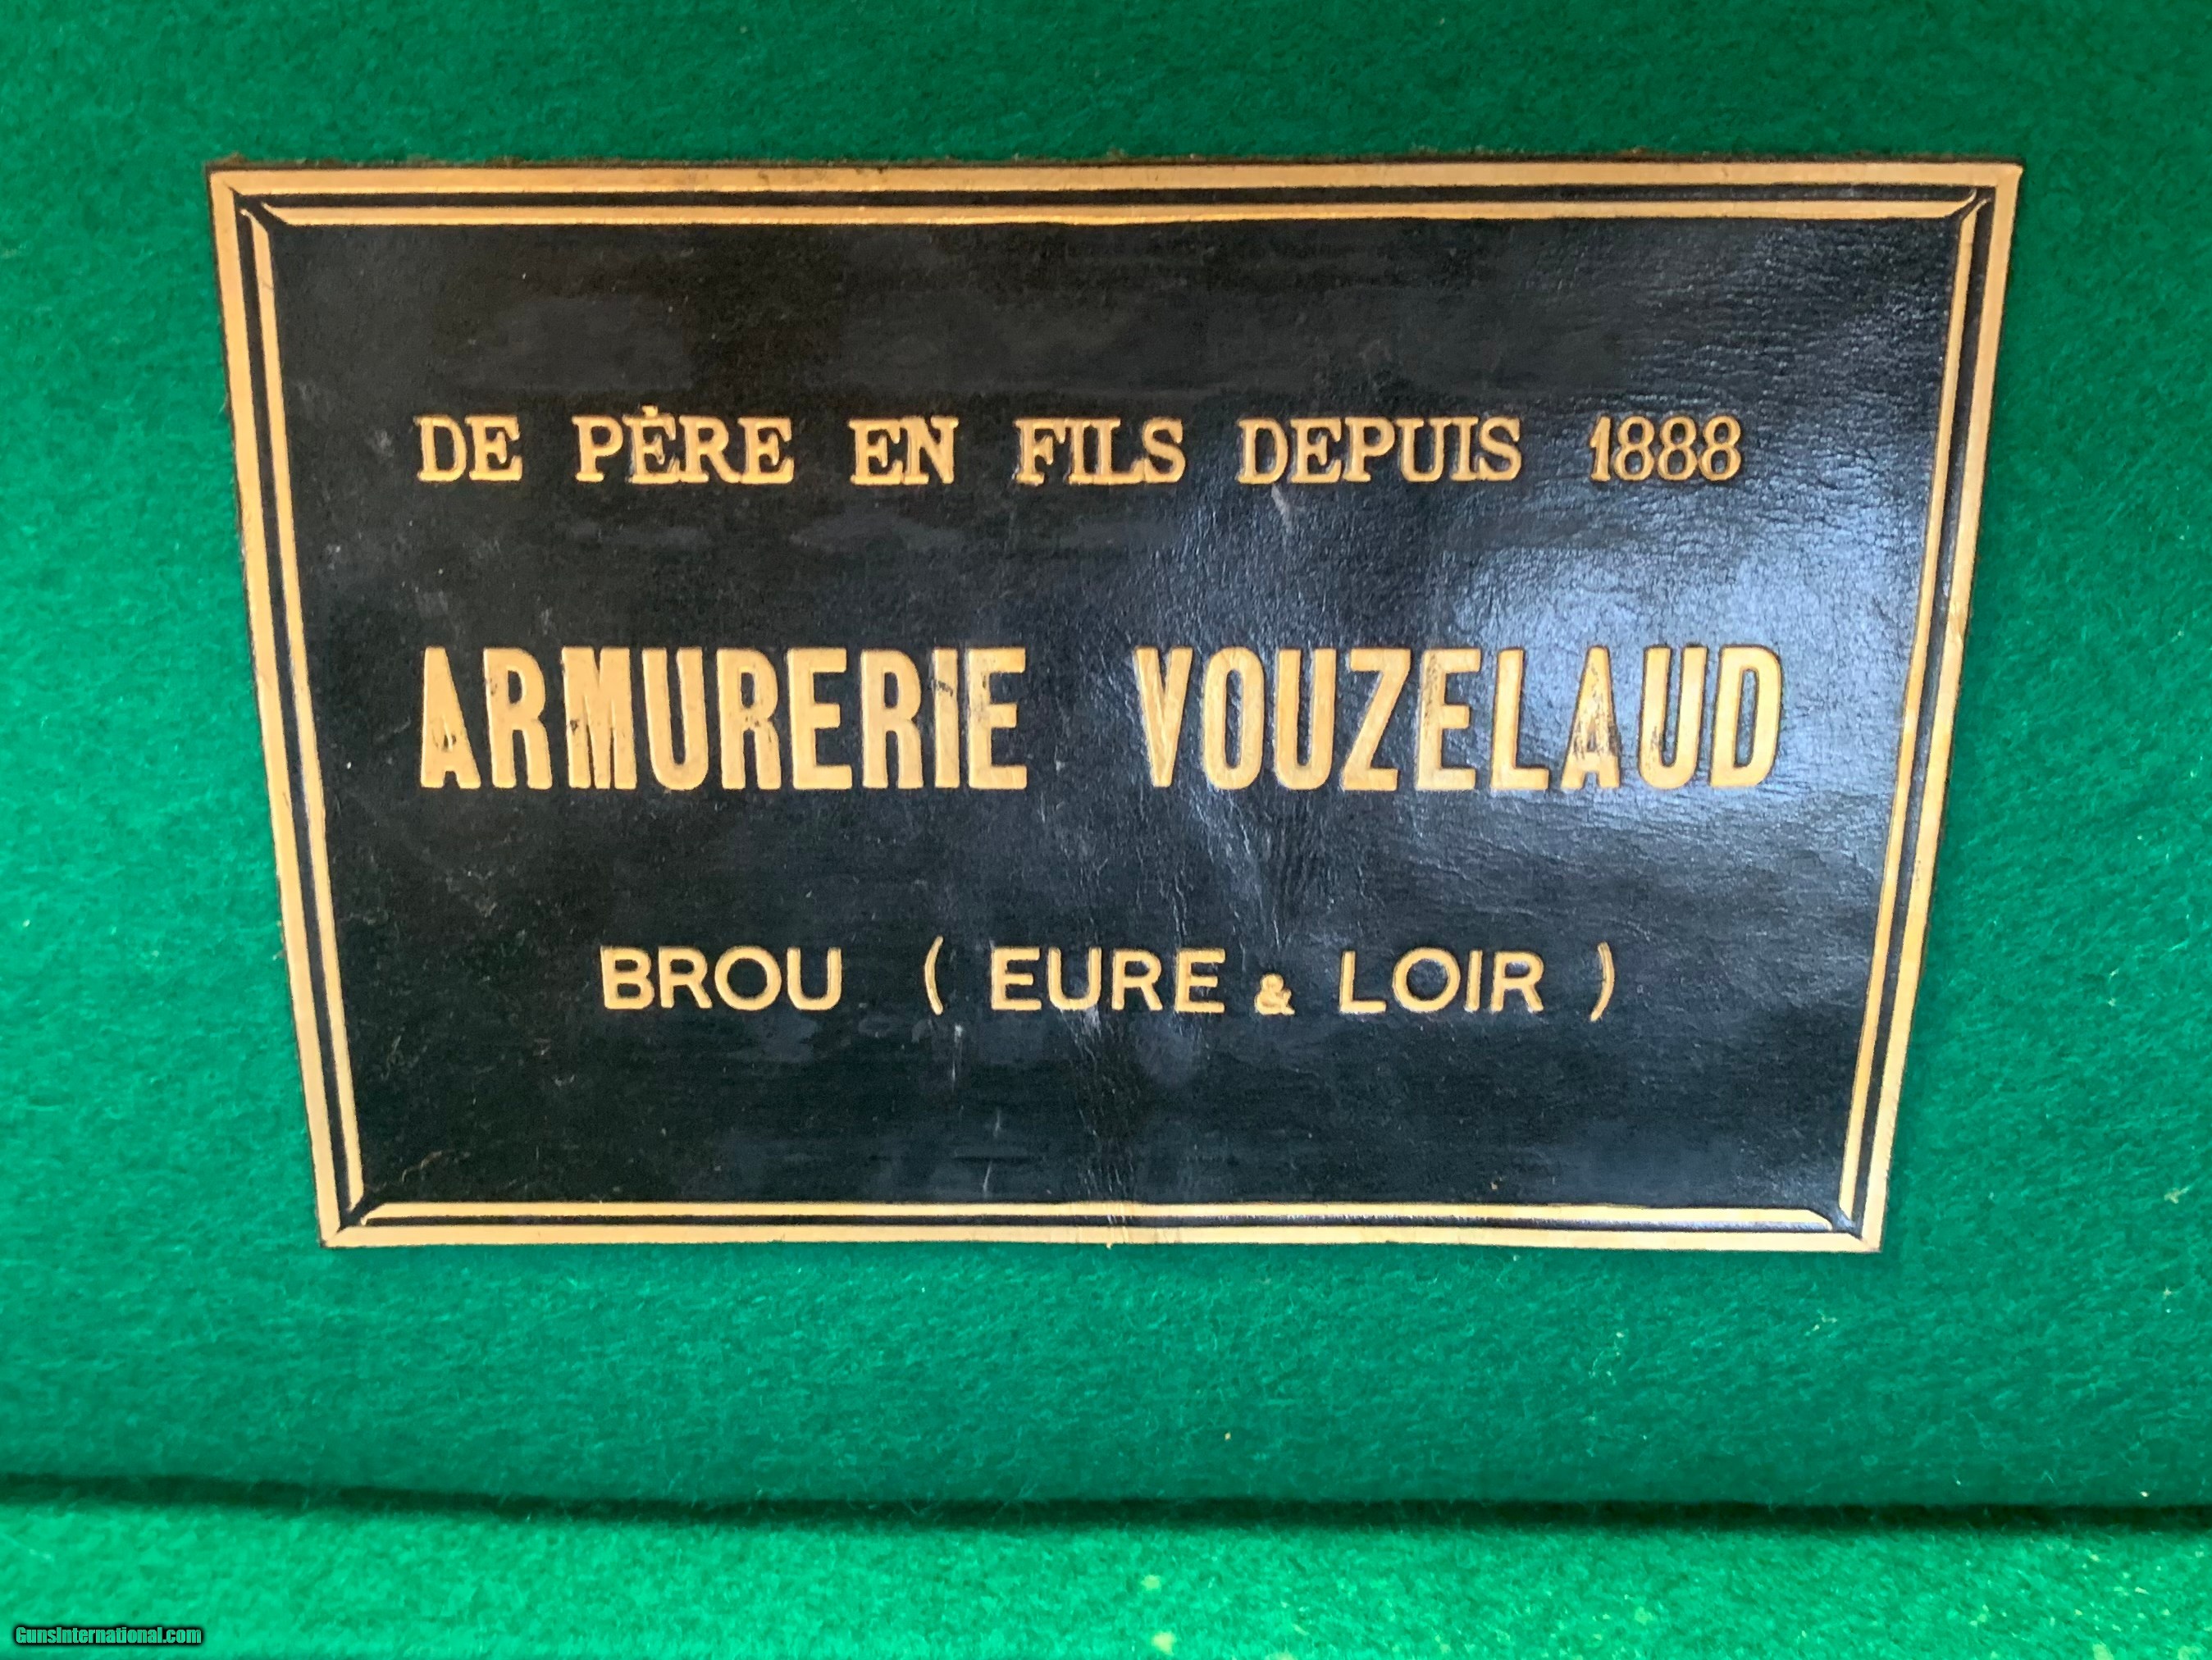 DE PÈRE EN FILS DEPUIS 1888
ARMURERIE VOUZELAUD
BROU ( EURE & LOIR )
GunsInternational.com